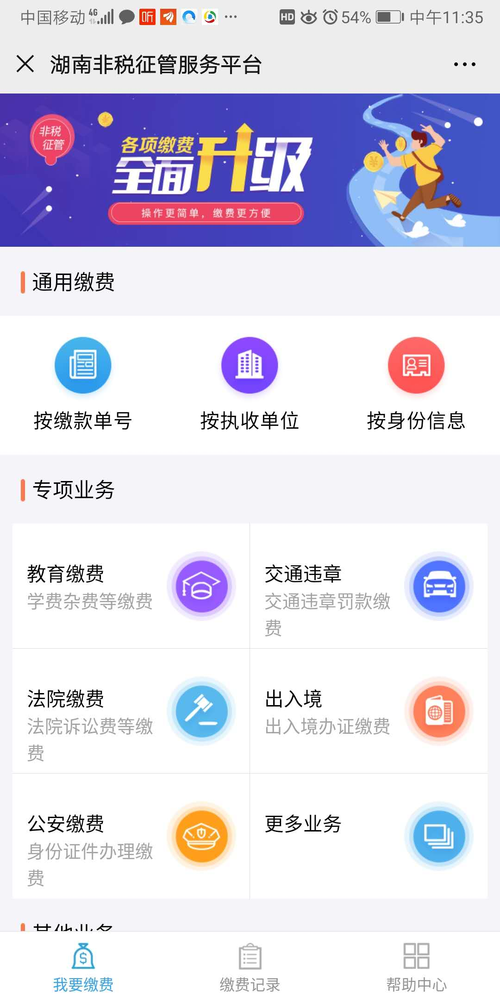 中国移动 4G 听 HD 54% 中午11:35
湖南非税征管服务平台
非税
征管
各项缴费
全面升级
操作更简单，缴费更方便
通用缴费
按缴款单号 按执收单位 按身份信息
专项业务
教育缴费
学费杂费等缴费
交通违章
交通违章罚款缴
费
法院缴费
法院诉讼费等缴
费
出入境
出入境办证缴费
公安缴费
身份证件办理缴
费
更多业务
其他业务
我要缴费 缴费记录 帮助中心